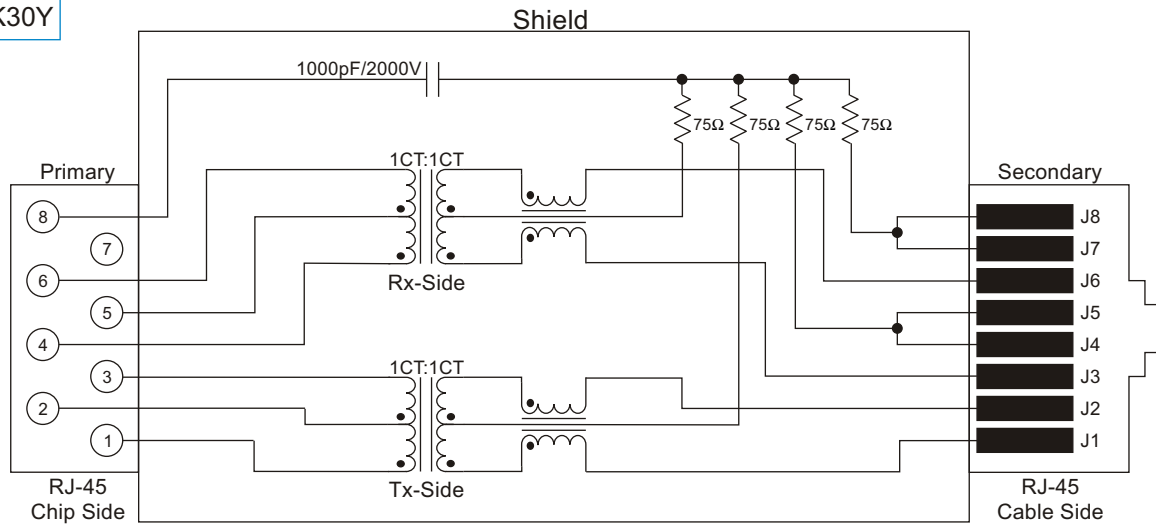 K30Y
Shield
1000pF/2000V
75Ω 75Ω 75Ω 75Ω
Primary
1CT:1CT
Secondary
8
J8
7
J7
6
Rx-Side
J6
5
J5
4
J4
3
1CT:1CT
J3
2
J2
1
J1
RJ-45
Chip Side
Tx-Side
RJ-45
Cable Side